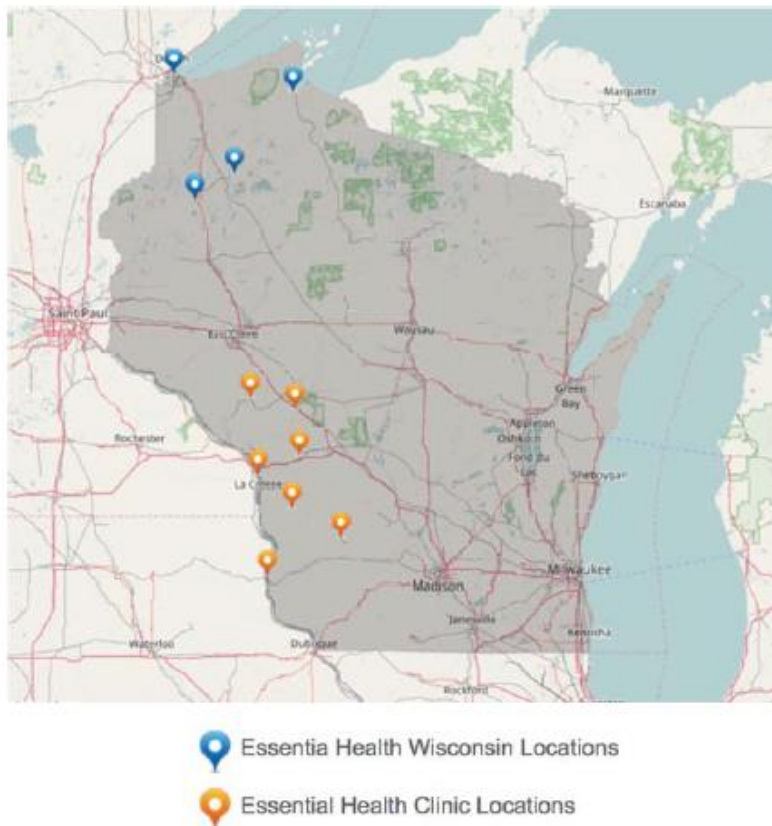 Marquette
Escanaba
Saint Paul
Eau Claire
Wausau
Green
Bay
Appleton
Oshkosh
Rochester
Fond du
Lac
La Crosse
Sheboygan
Madison
Milwaukee
Janesville
Kenosha
Waterloo
Dubuque
Rockford
Essentia Health Wisconsin Locations
Essential Health Clinic Locations